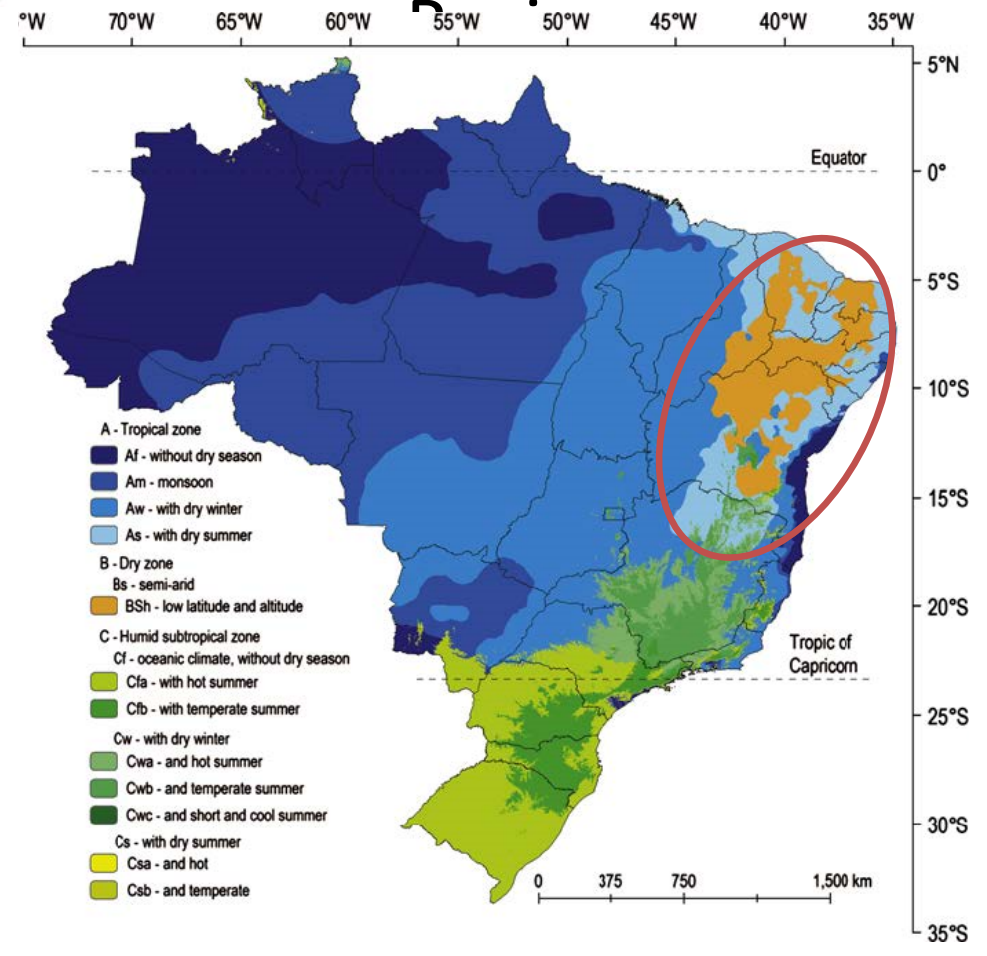 °W 70°W 65°W 60°W 55°W 50°W 45°W 40°W 35°W
5°N
Equator
0°
5°S
10°S
A - Tropical zone
Af - without dry season
Am - monsoon
15°S
Aw - with dry winter
As - with dry summer
B - Dry zone
Bs - semi-arid
BSh - low latitude and altitude
20°S
C - Humid subtropical zone
Cf - oceanic climate, without dry season
Tropic of
Capricorn
Cfa - with hot summer
Cfb - with temperate summer
25°S
Cw - with dry winter
Cwa - and hot summer
Cwb - and temperate summer
Cwc - and short and cool summer
30°S
Cs - with dry summer
Csa - and hot
Csb - and temperate
0 375 750 1,500 km
35°S